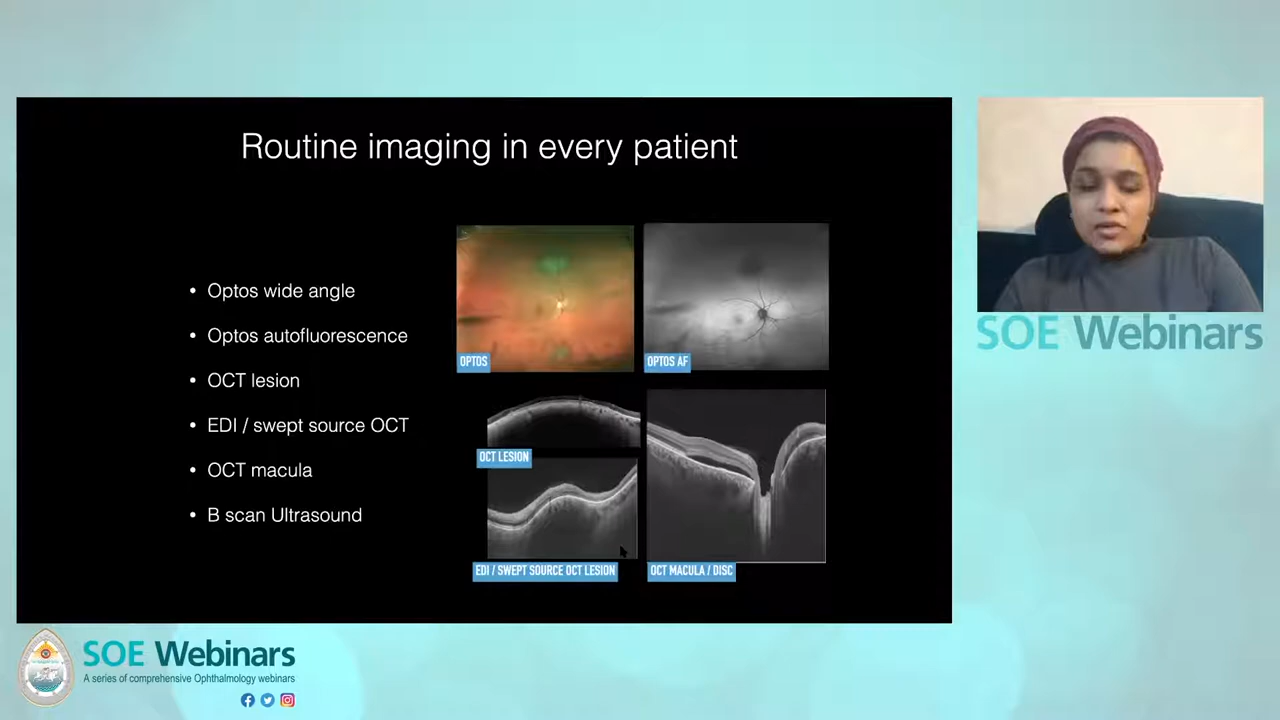 Routine imaging in every patient
• Optos wide angle
• Optos autofluorescence
• OCT lesion
• EDI / swept source OCT
• OCT macula
• B scan Ultrasound
OPTOS
OPTOS AF
OCT LESION
EDI / SWEPT SOURCE OCT LESION
OCT MACULA / DISC
SOE Webinars
SOE Webinars
A series of comprehensive Ophthalmology webinars